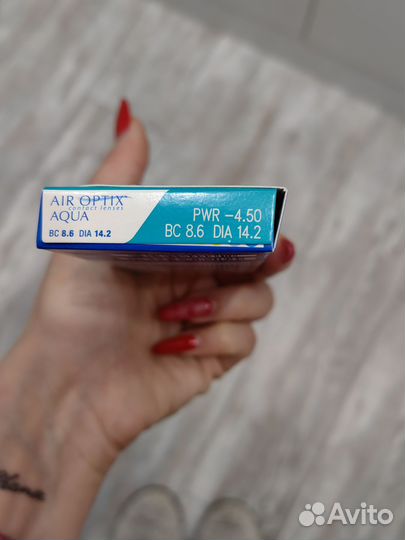 AIR OPTIX™
contact lenses
AQUA
BC 8.6 DIA 14.2
PWR -4.50
BC 8.6 DIA 14.2
Avito